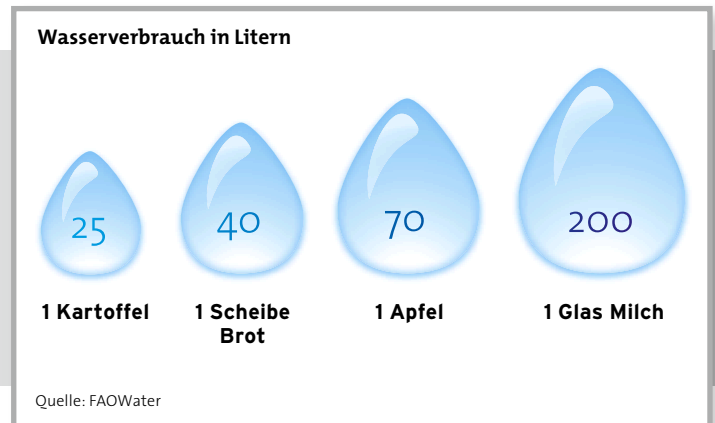 Wasserverbrauch in Litern
25
40
70
200
1 Kartoffel
1 Scheibe
Brot
1 Apfel
1 Glas Milch
Quelle: FAOWater